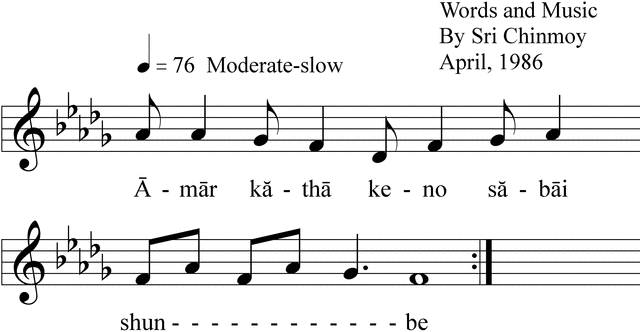 Words and Music
By Sri Chinmoy
April, 1986
= 76 Moderate-slow
Ā - mār kă - thā ke - no să - bāi
shun - - - - - - - - - - - - be